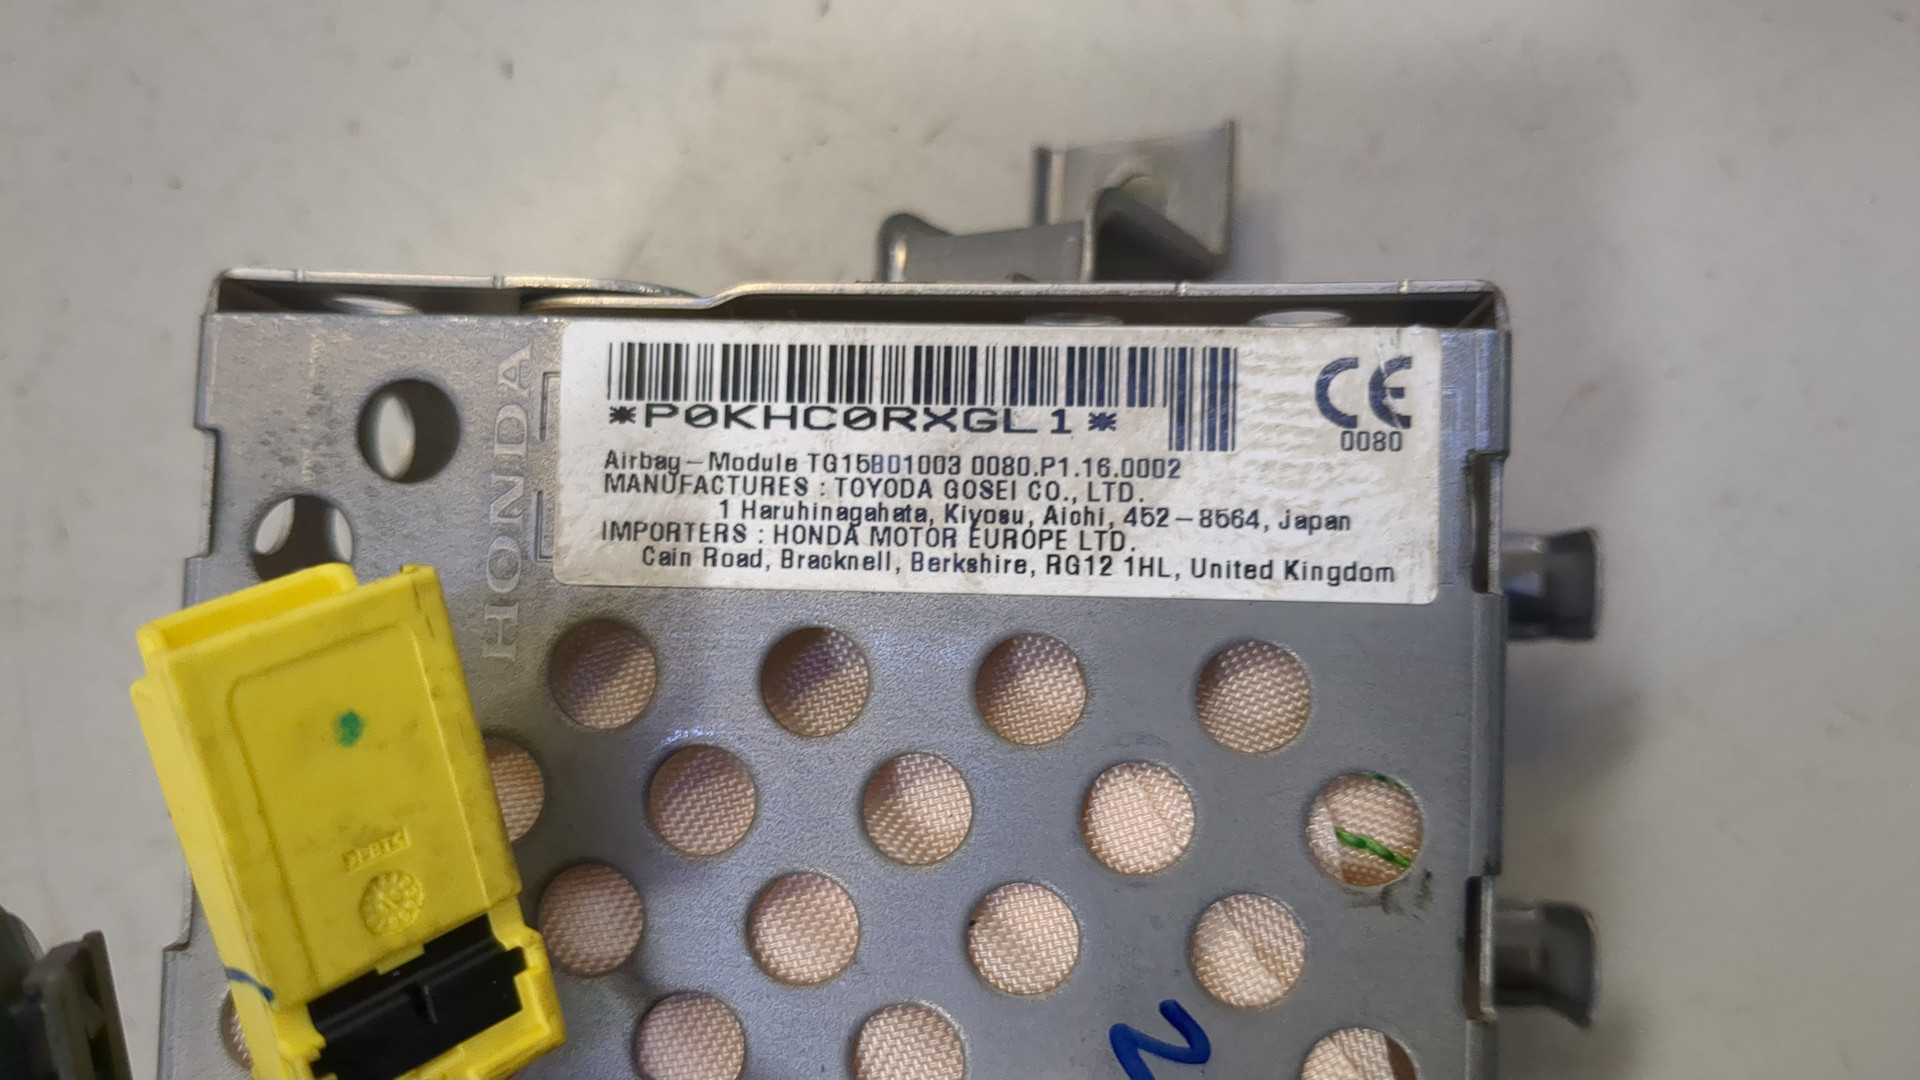 HONDA
*P0KHC0RXGL1*
CE
0080
Airbag-Module TG15B01003 0080.P1.16.0002
MANUFACTURES : TOYODA GOSEI CO., LTD.
1 Haruhinagahata, Kiyosu, Aichi, 452-8564, Japan
IMPORTERS : HONDA MOTOR EUROPE LTD.
Cain Road, Bracknell, Berkshire, RG12 1HL, United Kingdom